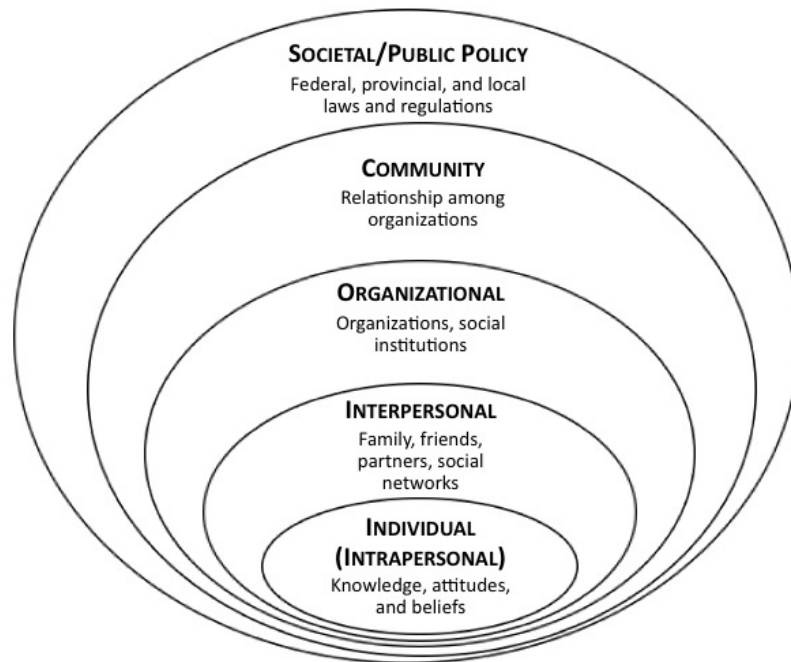 SOCIETAL/PUBLIC POLICY
Federal, provincial, and local
laws and regulations
COMMUNITY
Relationship among
organizations
ORGANIZATIONAL
Organizations, social
institutions
INTERPERSONAL
Family, friends,
partners, social
networks
INDIVIDUAL
(INTRAPERSONAL)
Knowledge, attitudes,
and beliefs